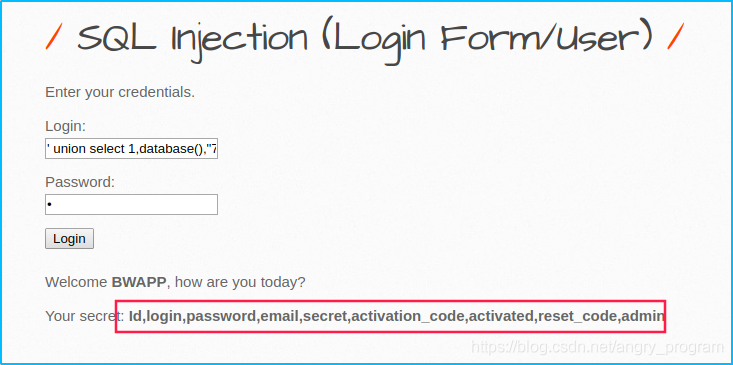 / SQL Injection (Login Form/User) /
Enter your credentials.
Login:
' union select 1,database(),"7
Password:
•
Login
Welcome BWAPP, how are you today?
Your secret: Id,login,password,email,secret,activation_code,activated,reset_code,admin
https://blog.csdn.net/angry_program